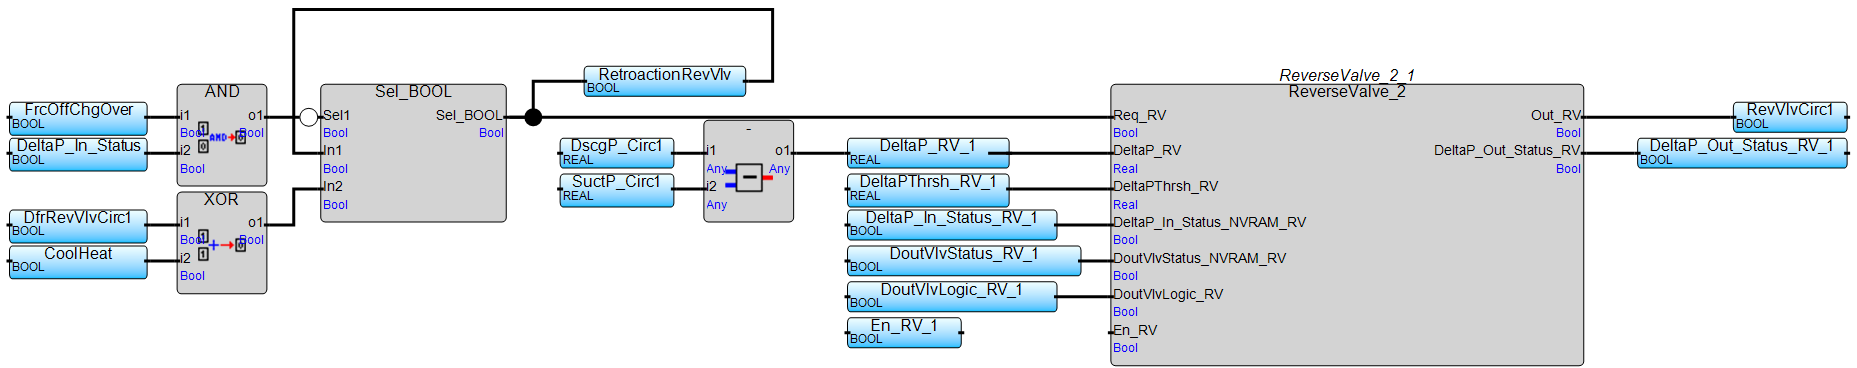 ReverseValve_2_1
RetroactionRevVlv
BOOL
AND
i1
Bool
i2
Bool
o1
Bool
AND
FrcOffChgOver
BOOL
DeltaP_In_Status
BOOL
XOR
i1
Bool
i2
Bool
o1
Bool
DfrRevVlvCirc1
BOOL
CoolHeat
BOOL
Sel_BOOL
Sel1
Bool
In1
Bool
In2
Bool
Sel_BOOL
Bool
DscgP_Circ1
REAL
SuctP_Circ1
REAL
-
i1
Any
i2
Any
o1
Any
DeltaP_RV_1
REAL
DeltaPThrsh_RV_1
REAL
DeltaP_In_Status_RV_1
BOOL
DoutVlvStatus_RV_1
BOOL
DoutVlvLogic_RV_1
BOOL
En_RV_1
BOOL
ReverseValve_2
Req_RV
Bool
DeltaP_RV
Real
DeltaPThrsh_RV
Real
DeltaP_In_Status_NVRAM_RV
Bool
DoutVlvStatus_NVRAM_RV
Bool
DoutVlvLogic_RV
Bool
En_RV
Bool
Out_RV
Bool
DeltaP_Out_Status_RV
Bool
RevVlvCirc1
BOOL
DeltaP_Out_Status_RV_1
BOOL